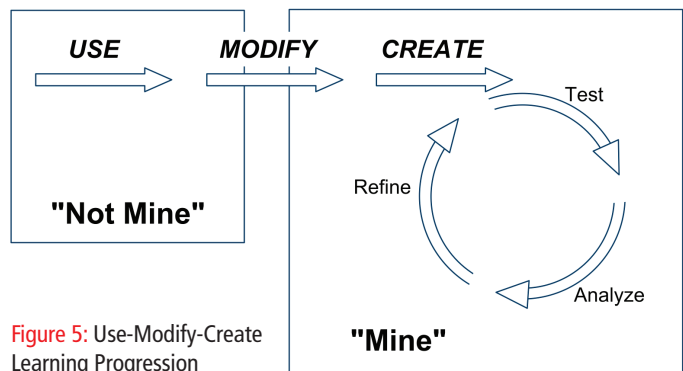 USE
MODIFY
CREATE
Test
Refine
"Not Mine"
Analyze
Figure 5: Use-Modify-Create
Learning Progression
"Mine"